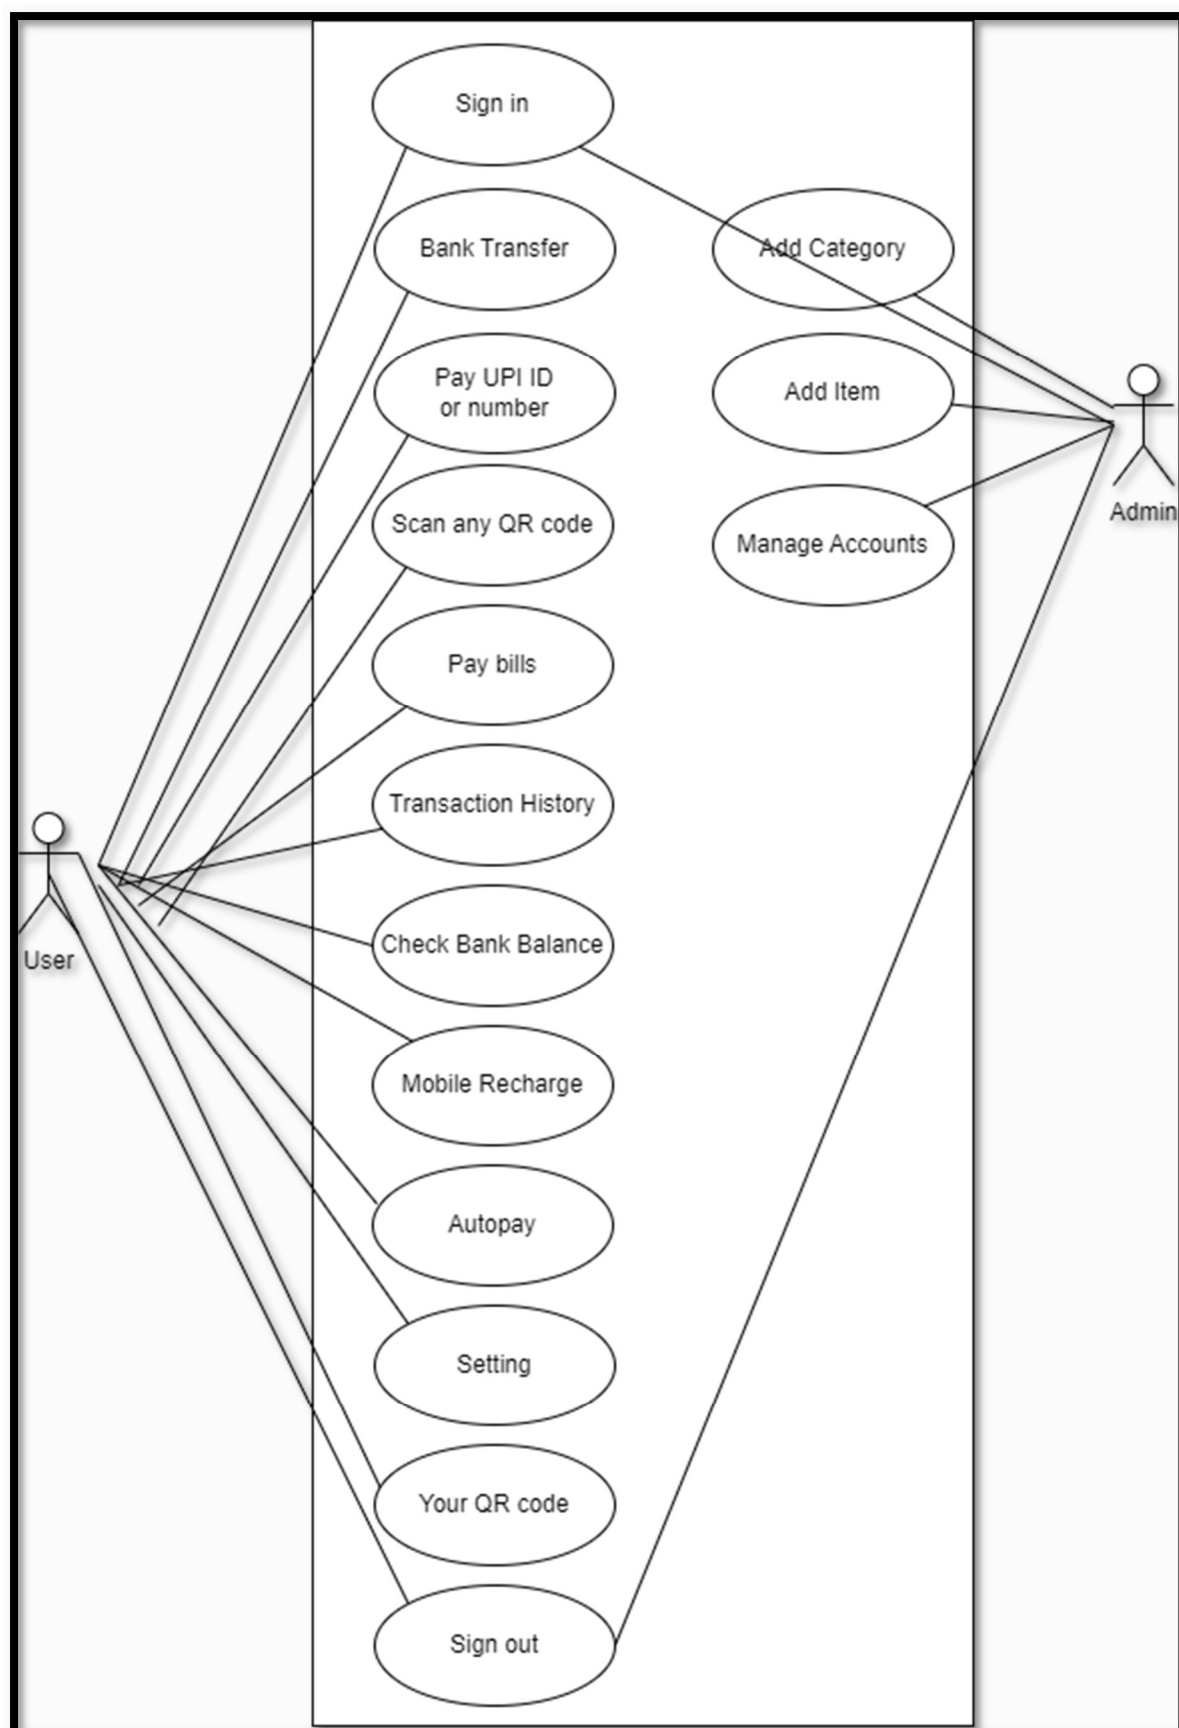 Sign in
Bank Transfer
Add Category
Pay UPI ID
or number
Add Item
Scan any QR code
Manage Accounts
Admin
Pay bills
Transaction History
Check Bank Balance
User
Mobile Recharge
Autopay
Setting
Your QR code
Sign out